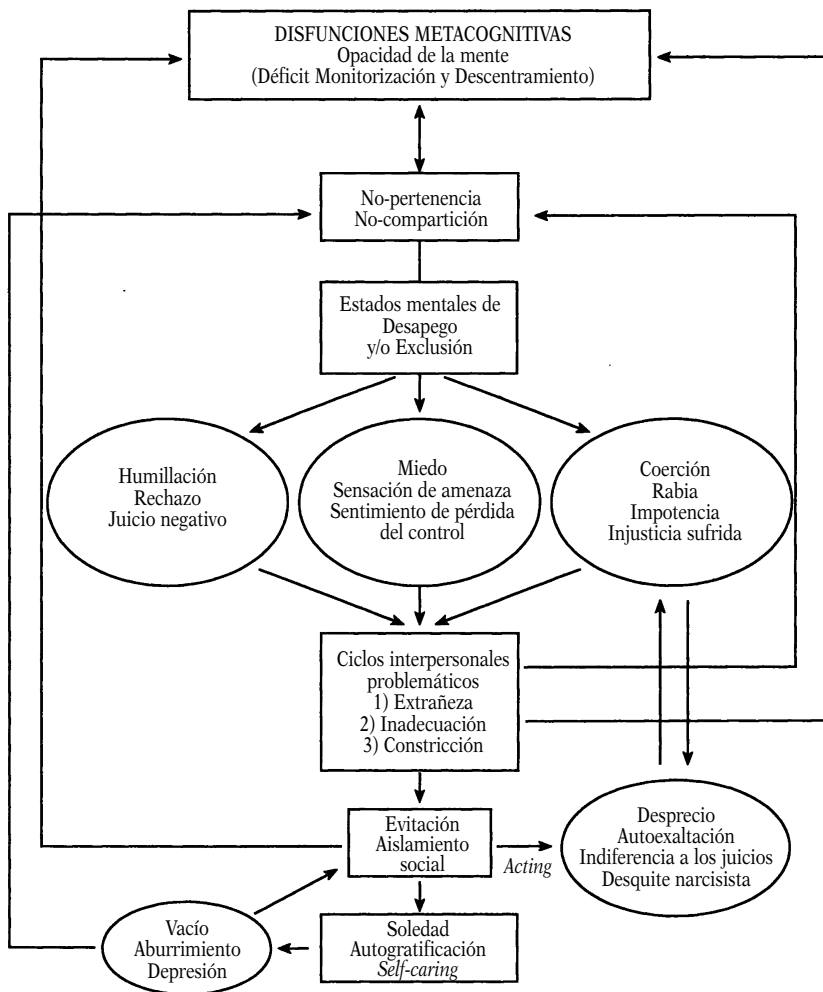 DISFUNCIONES METACOGNITIVAS
Opacidad de la mente
(Déficit Monitorización y Descentramiento)
No-pertenencia
No-compartición
Estados mentales de
Desapego
y/o Exclusión
Humillación
Rechazo
Juicio negativo
Miedo
Sensación de amenaza
Sentimiento de pérdida
del control
Coerción
Rabia
Impotencia
Injusticia sufrida
Ciclos interpersonales
problemáticos
1) Extrañeza
2) Inadecuación
3) Constricción
Evitación
Aislamiento
social
Acting
Desprecio
Autoexaltación
Indiferencia a los juicios
Desquite narcisista
Vacío
Aburrimiento
Depresión
Soledad
Autogratificación
Self-caring